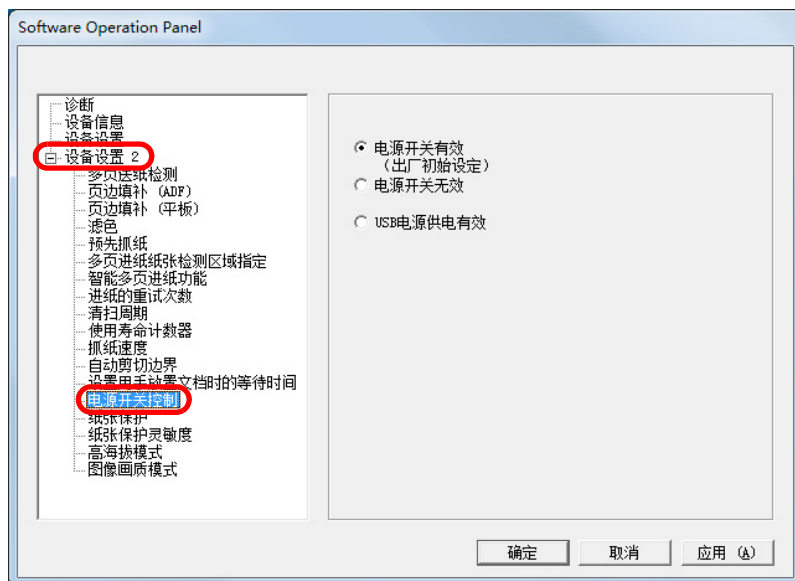 Software Operation Panel
诊断
设备信息
设备设置
设备设置 2
多页送纸检测
页边填补 (ADF)
页边填补 (平板)
滤色
预先抓纸
多页进纸纸张检测区域指定
智能多页进纸功能
进纸的重试次数
清扫周期
使用寿命计数器
抓纸速度
自动剪切边界
设置用手放置文档时的等待时间
电源开关控制
纸张保护
纸张保护灵敏度
高海拔模式
图像画质模式
电源开关有效
(出厂初始设定)
电源开关无效
USB电源供电有效
确定 取消 应用 (A)